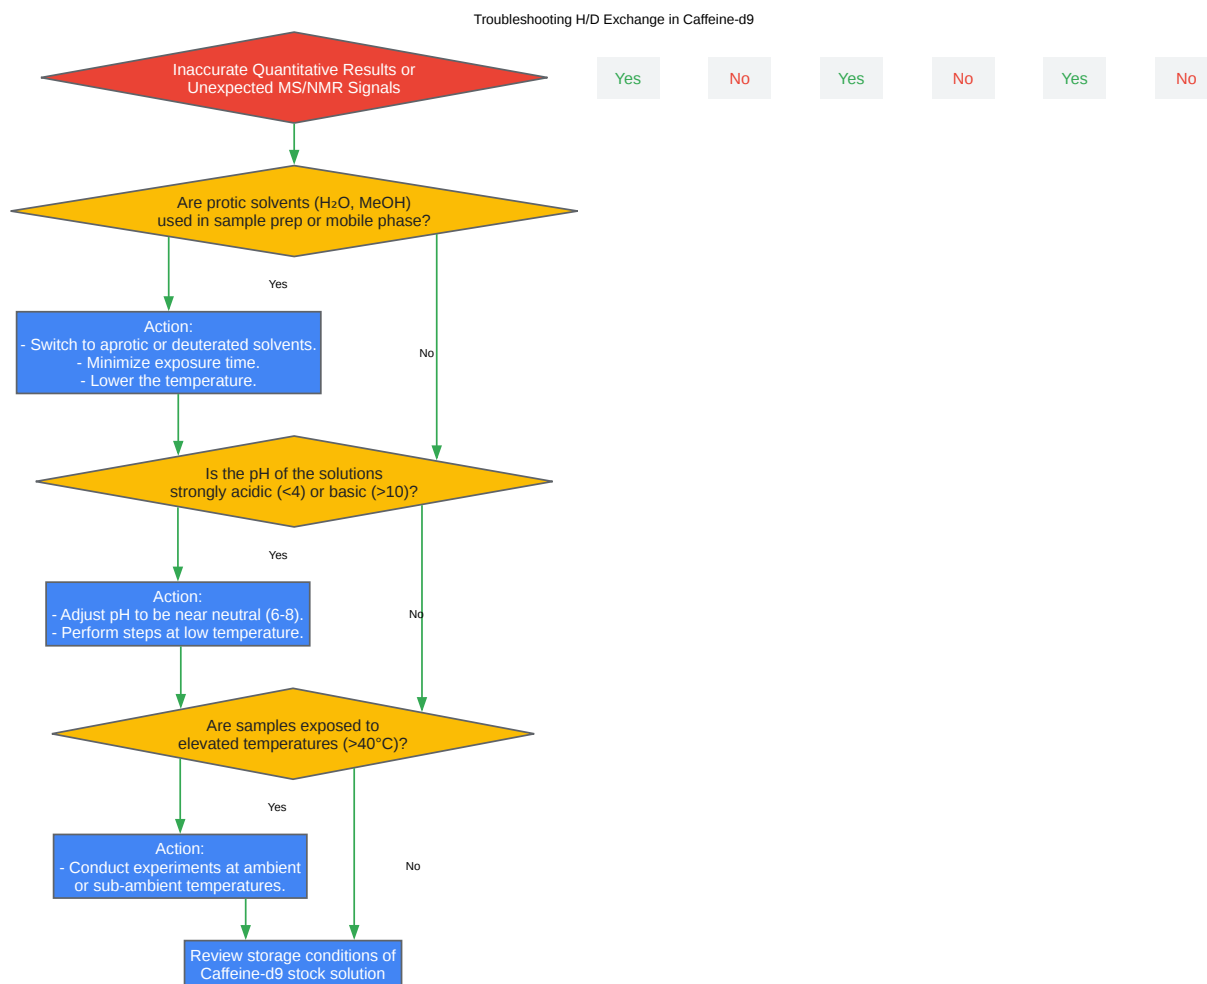 Troubleshooting H/D Exchange in Caffeine-d9
Inaccurate Quantitative Results or
Unexpected MS/NMR Signals
Yes
No
Yes
No
Yes
No
Are protic solvents (H₂O, MeOH)
used in sample prep or mobile phase?
Yes
Action:
- Switch to aprotic or deuterated solvents.
- Minimize exposure time.
- Lower the temperature.
No
Is the pH of the solutions
strongly acidic (<4) or basic (>10)?
Yes
Action:
- Adjust pH to be near neutral (6-8).
- Perform steps at low temperature.
No
Are samples exposed to
elevated temperatures (>40°C)?
Yes
Action:
- Conduct experiments at ambient
or sub-ambient temperatures.
No
Review storage conditions of
Caffeine-d9 stock solution